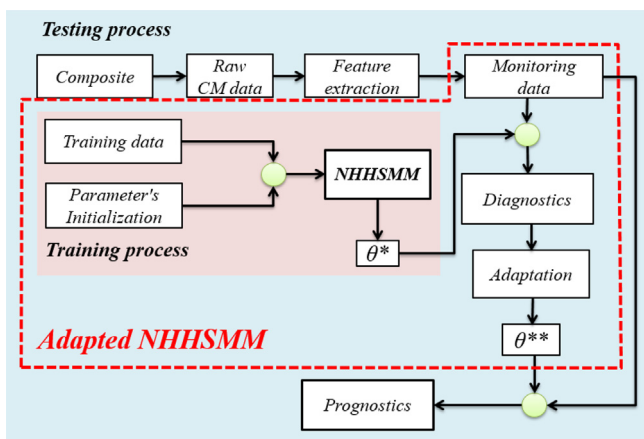 Testing process
Composite
Raw
CM data
Feature
extraction
Monitoring
data
Training data
Parameter's
Initialization
NHHSMM
Training process
θ*
Diagnostics
Adaptation
Adapted NHHSMM
θ**
Prognostics